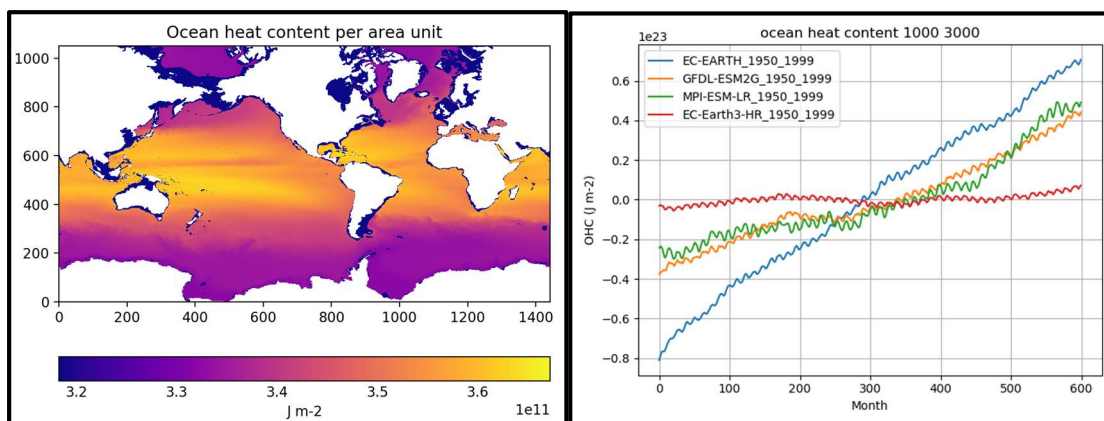 Ocean heat content per area unit
1000
800
600
400
200
0
0 200 400 600 800 1000 1200 1400
3.2 3.3 3.4 3.5 3.6
1e11
J m-2
ocean heat content 1000 3000
1e23
EC-EARTH_1950_1999
GFDL-ESM2G_1950_1999
MPI-ESM-LR_1950_1999
EC-Earth3-HR_1950_1999
0.6
0.4
0.2
0.0
−0.2
−0.4
−0.6
−0.8
OHC (J m-2)
0 100 200 300 400 500 600
Month